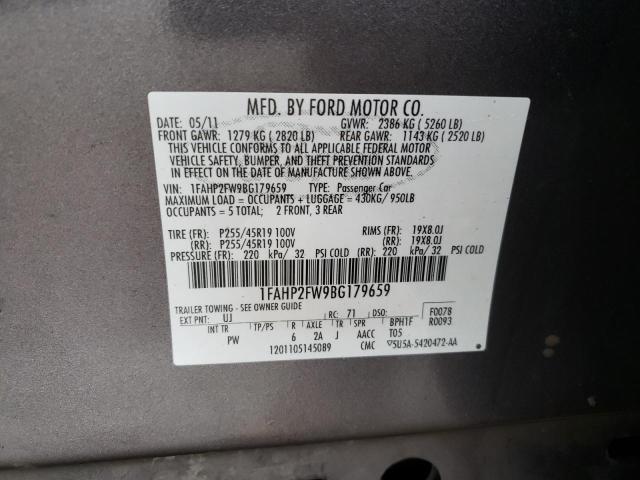 MFD. BY FORD MOTOR CO.
DATE: 05/11 GVWR: 2386 KG ( 5260 LB)
FRONT GAWR: 1279 KG ( 2820 LB) REAR GAWR: 1143 KG ( 2520 LB)
THIS VEHICLE CONFORMS TO ALL APPLICABLE FEDERAL MOTOR
VEHICLE SAFETY, BUMPER, AND THEFT PREVENTION STANDARDS
IN EFFECT ON THE DATE OF MANUFACTURE SHOWN ABOVE.
VIN: 1FAHP2FW9BG179659 TYPE: Passenger Car
MAXIMUM LOAD = OCCUPANTS + LUGGAGE = 430KG/ 950LB
OCCUPANTS = 5 TOTAL; 2 FRONT, 3 REAR
TIRE (FR): P255/45R19 100V RIMS (FR): 19X8.0J
(RR): P255/45R19 100V (RR): 19X8.0J
PRESSURE (FR): 220 kPa/ 32 PSI COLD (RR): 220 kPa/ 32 PSI COLD
1FAHP2FW9BG179659
TRAILER TOWING - SEE OWNER GUIDE
EXT PNT: UJ RC: 71 DSO: F0078
INT TR TP/PS R AXLE TR SPR BPHTF R0093
PW 6 2A J AACC T05
1201105145089 CMC ▽5U5A-5420472-AA